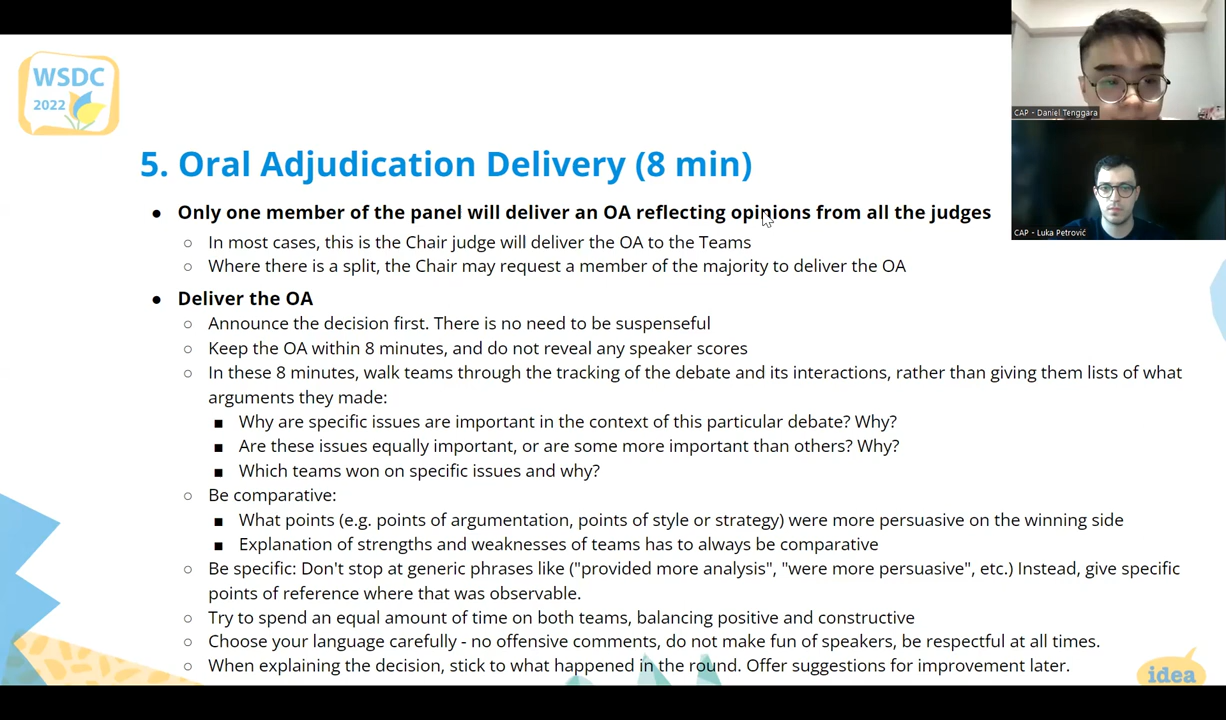 WSDC
2022
5. Oral Adjudication Delivery (8 min)
● Only one member of the panel will deliver an OA reflecting opinions from all the judges
○ In most cases, this is the Chair judge will deliver the OA to the Teams
○ Where there is a split, the Chair may request a member of the majority to deliver the OA
● Deliver the OA
○ Announce the decision first. There is no need to be suspenseful
○ Keep the OA within 8 minutes, and do not reveal any speaker scores
○ In these 8 minutes, walk teams through the tracking of the debate and its interactions, rather than giving them lists of what
arguments they made:
■ Why are specific issues are important in the context of this particular debate? Why?
■ Are these issues equally important, or are some more important than others? Why?
■ Which teams won on specific issues and why?
○ Be comparative:
■ What points (e.g. points of argumentation, points of style or strategy) were more persuasive on the winning side
■ Explanation of strengths and weaknesses of teams has to always be comparative
○ Be specific: Don't stop at generic phrases like ("provided more analysis", "were more persuasive", etc.) Instead, give specific
points of reference where that was observable.
○ Try to spend an equal amount of time on both teams, balancing positive and constructive
○ Choose your language carefully - no offensive comments, do not make fun of speakers, be respectful at all times.
○ When explaining the decision, stick to what happened in the round. Offer suggestions for improvement later.
CAP - Daniel Tenggara
CAP - Luka Petrović
idea